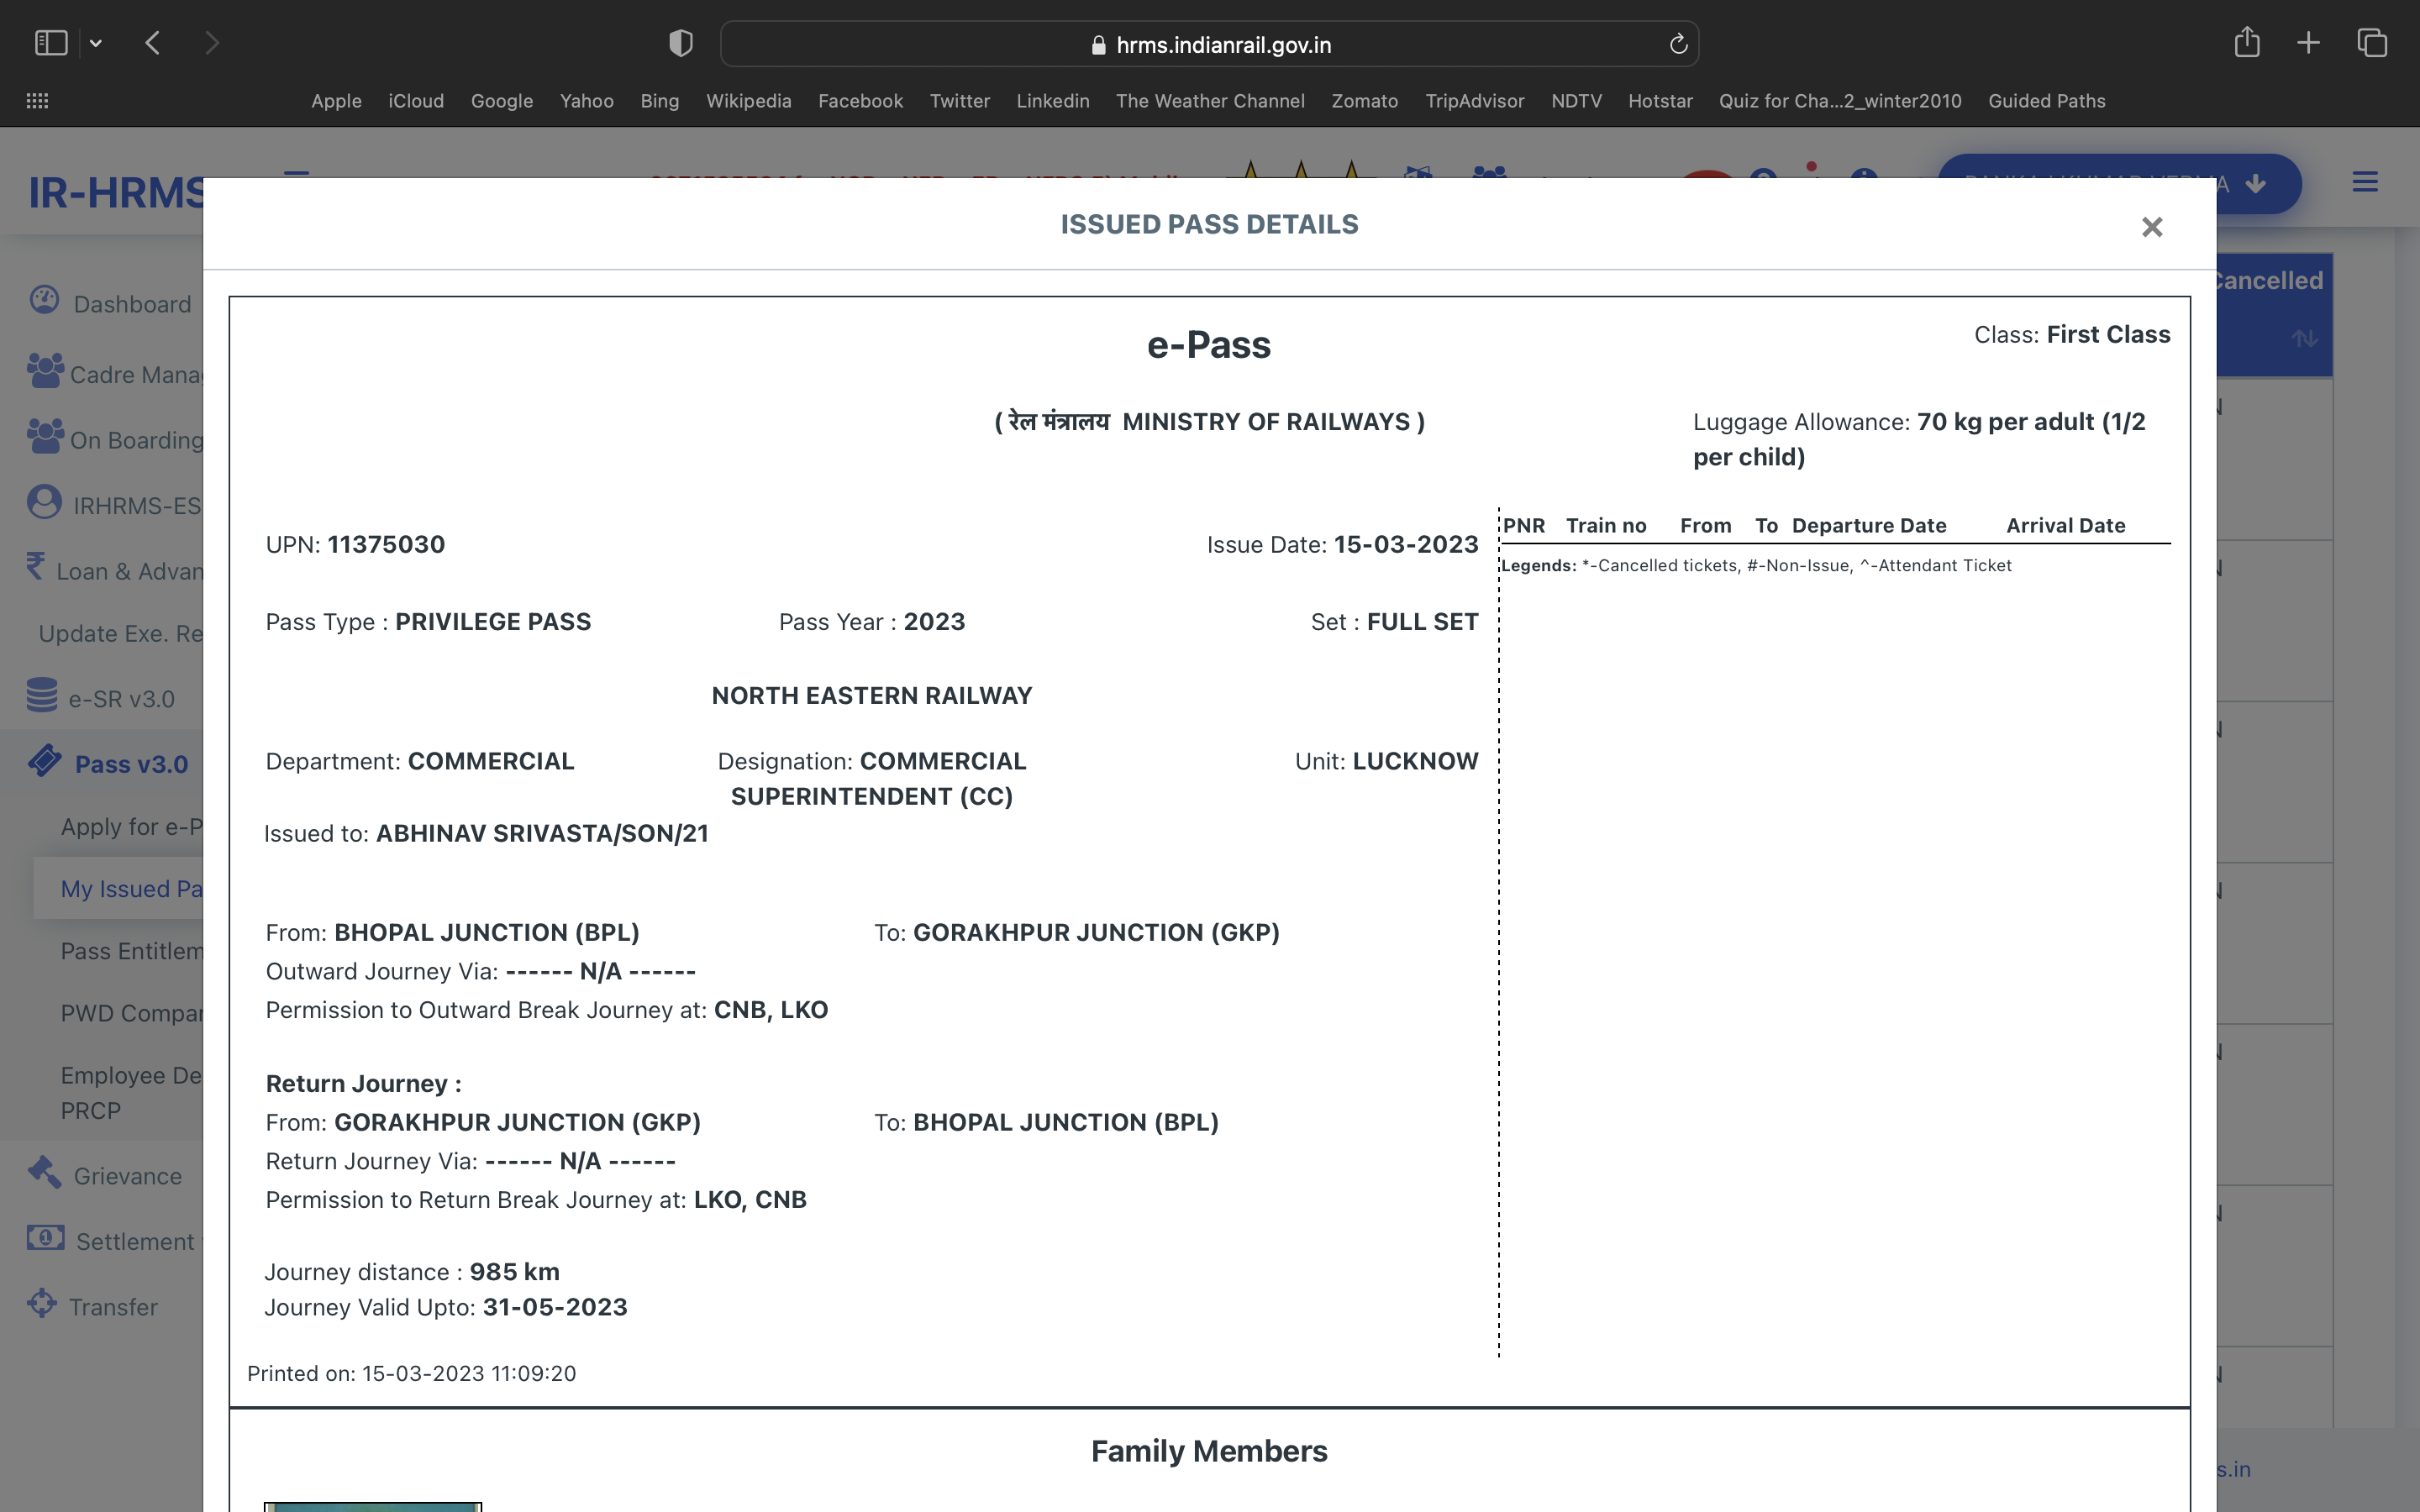 hrms.indianrail.gov.in
Apple iCloud Google Yahoo Bing Wikipedia Facebook Twitter Linkedin The Weather Channel Zomato TripAdvisor NDTV Hotstar Quiz for Cha...2_winter2010 Guided Paths
IR-HRMS
ISSUED PASS DETAILS
Cancelled
Dashboard
Cadre Mana
On Boarding
IRHRMS-ES
Loan & Advan
Update Exe. Re
e-SR v3.0
Pass v3.0
Apply for e-P
My Issued Pa
Pass Entitlem
PWD Compar
Employee De
PRCP
Grievance
Settlement
Transfer
e-Pass
Class: First Class
( रेल मंत्रालय MINISTRY OF RAILWAYS )
Luggage Allowance: 70 kg per adult (1/2
per child)
UPN: 11375030 Issue Date: 15-03-2023
PNR Train no From To Departure Date Arrival Date
Legends: *-Cancelled tickets, #-Non-Issue, ^-Attendant Ticket
Pass Type : PRIVILEGE PASS Pass Year : 2023 Set : FULL SET
NORTH EASTERN RAILWAY
Department: COMMERCIAL Designation: COMMERCIAL Unit: LUCKNOW
SUPERINTENDENT (CC)
Issued to: ABHINAV SRIVASTA/SON/21
From: BHOPAL JUNCTION (BPL) To: GORAKHPUR JUNCTION (GKP)
Outward Journey Via: ------ N/A ------
Permission to Outward Break Journey at: CNB, LKO
Return Journey :
From: GORAKHPUR JUNCTION (GKP) To: BHOPAL JUNCTION (BPL)
Return Journey Via: ------ N/A ------
Permission to Return Break Journey at: LKO, CNB
Journey distance : 985 km
Journey Valid Upto: 31-05-2023
Printed on: 15-03-2023 11:09:20
Family Members
s.in